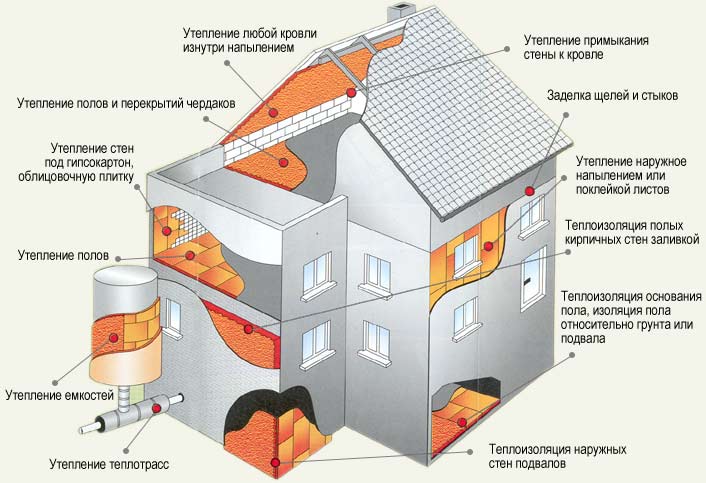 Утепление любой кровли
изнутри напылением
Утепление примыкания
стены к кровле
Утепление полов и перекрытий чердаков
Заделка щелей и стыков
Утепление стен
под гипсокартон,
облицовочную плитку
Утепление наружное
напылением или
поклейкой листов
Теплоизоляция полых
кирпичных стен заливкой
Утепление полов
Теплоизоляция основания
пола, изоляция пола
относительно грунта или
подвала
Утепление емкостей
Утепление теплотрасс
Теплоизоляция наружных
стен подвалов